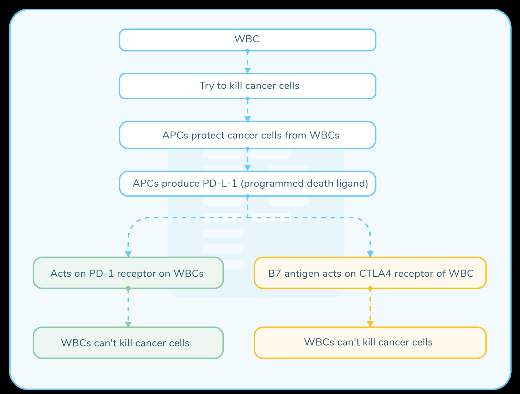 WBC
Try to kill cancer cells
APCs protect cancer cells from WBCs
APCs produce PD-L-1 (programmed death ligand)
Acts on PD-1 receptor on WBCs
B7 antigen acts on CTLA4 receptor of WBC
WBCs can't kill cancer cells
WBCs can't kill cancer cells